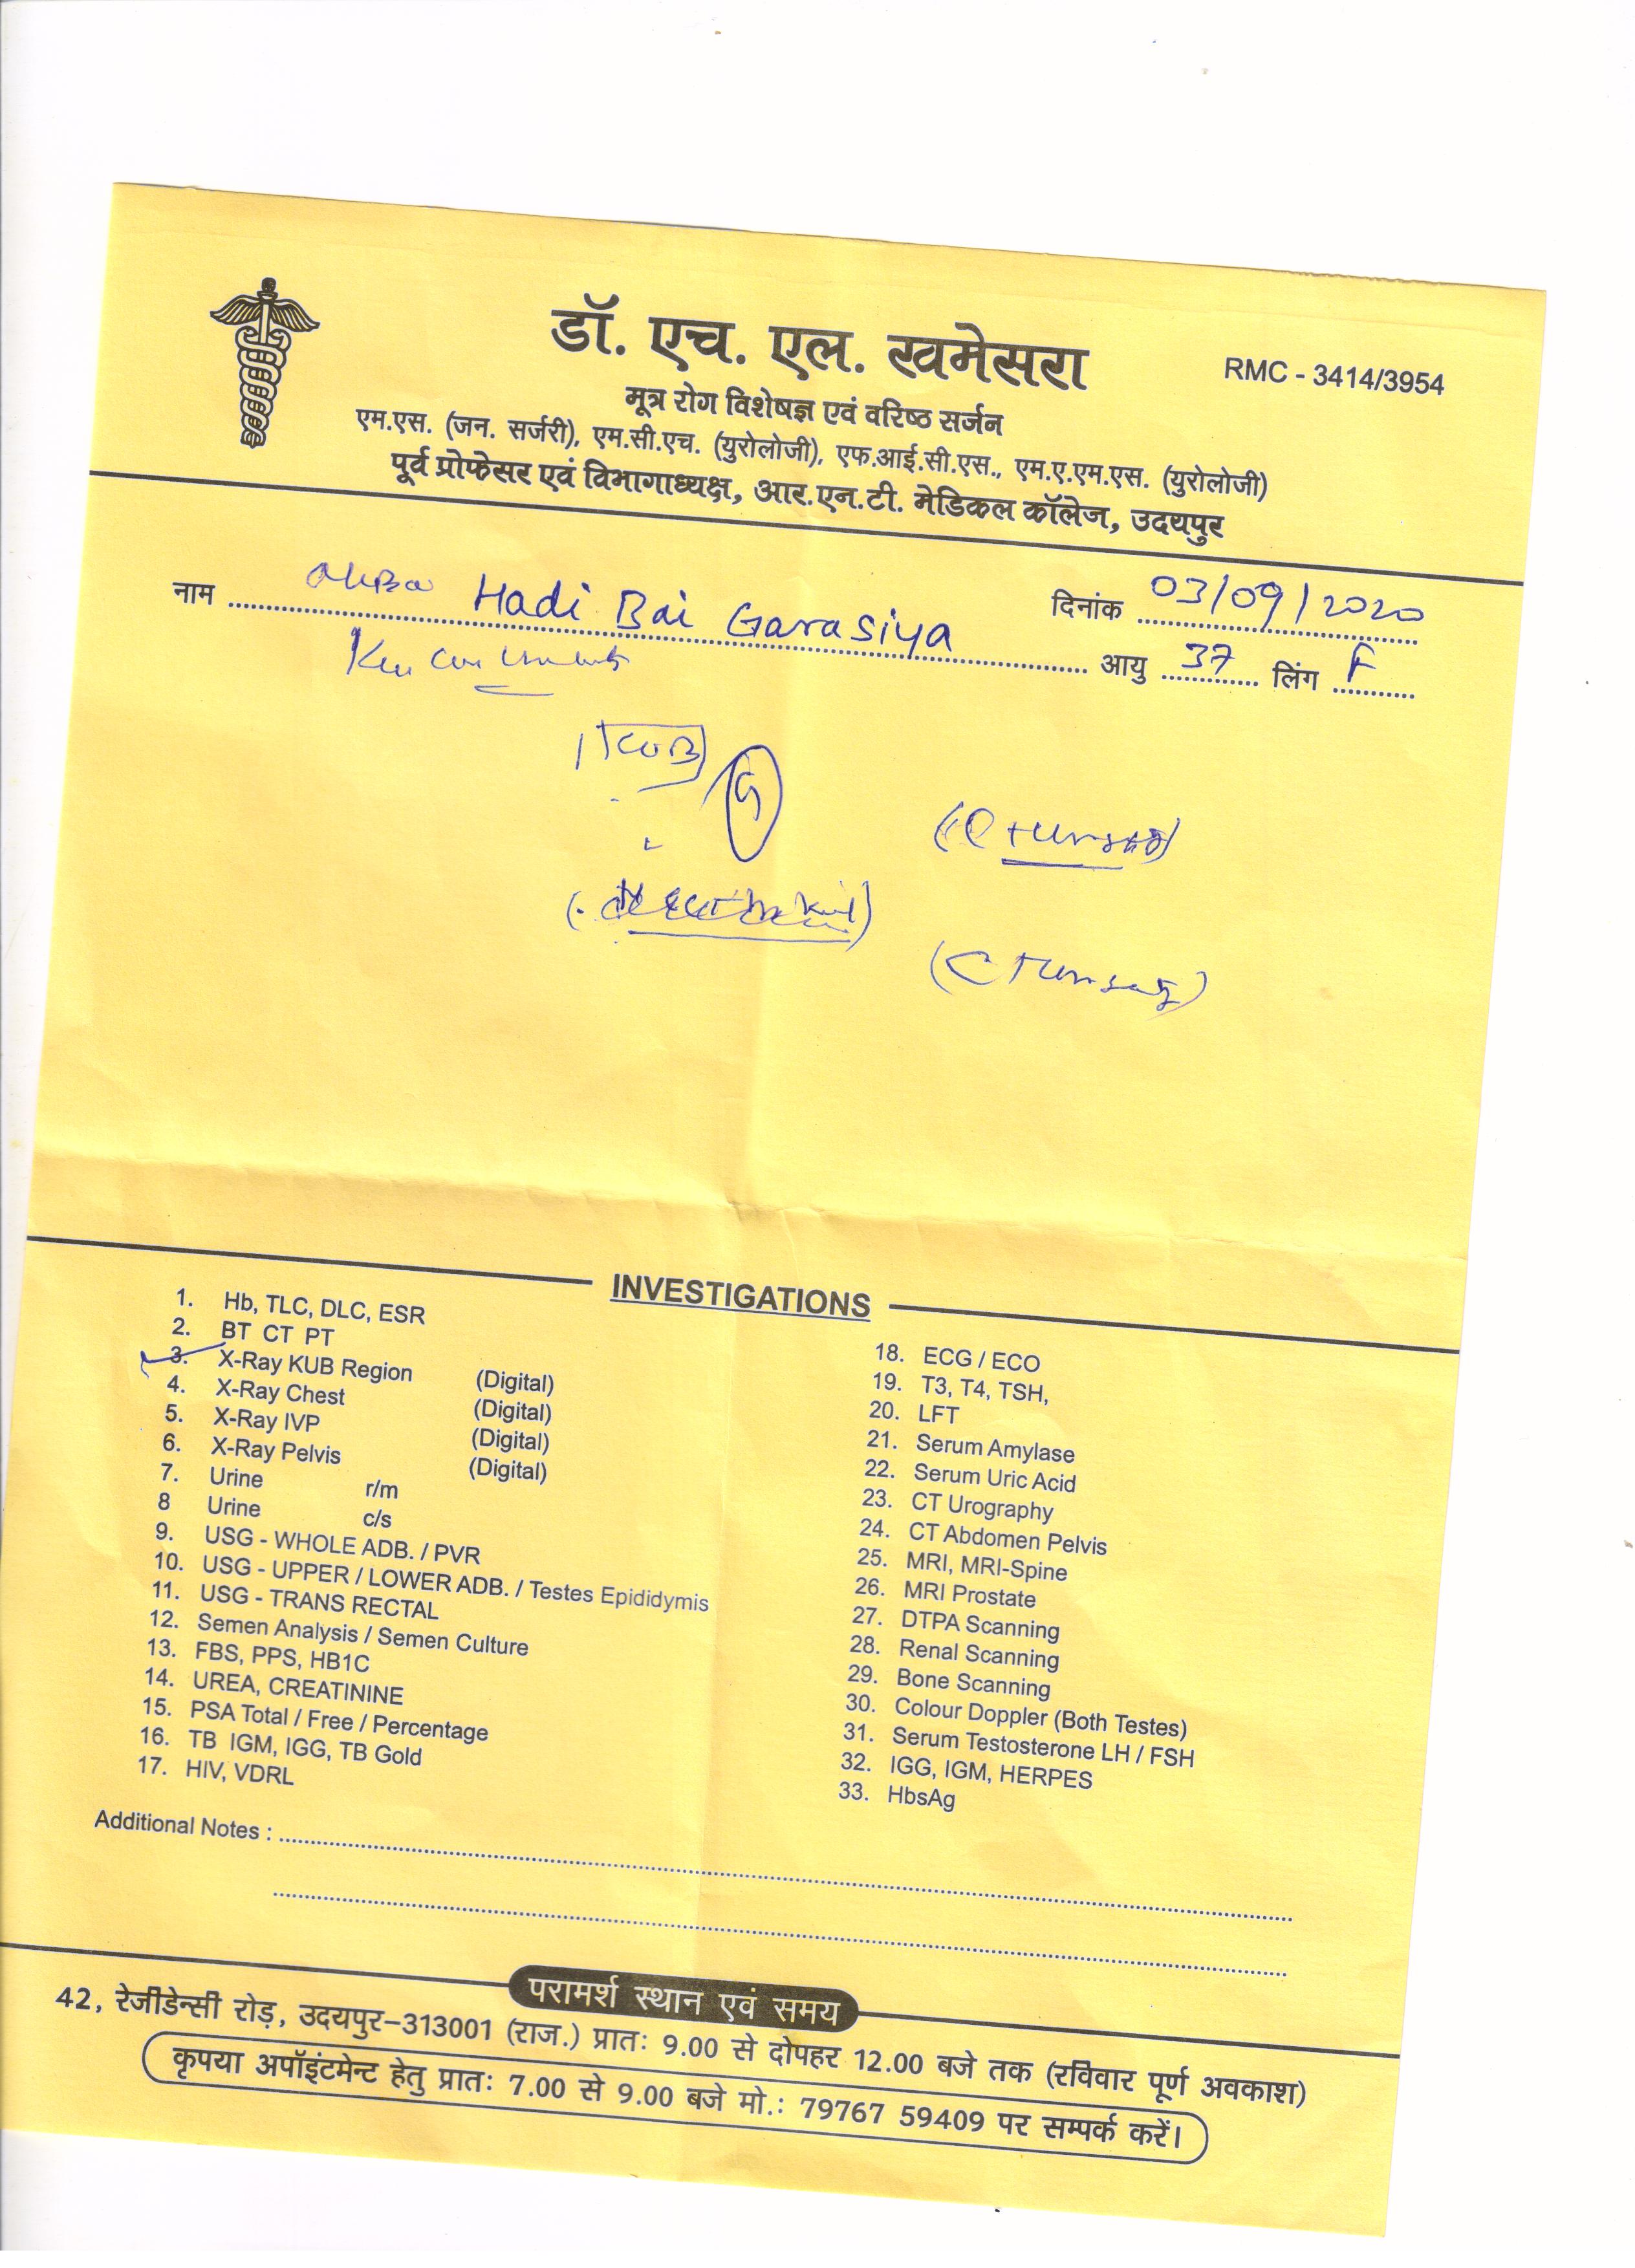 डॉ. एच. एल. खमेसरा
RMC - 3414/3954
मूत्र रोग विशेषज्ञ एवं वरिष्ठ सर्जन
एम.एस. (जन. सर्जरी), एम.सी.एच. (युरोलोजी), एफ.आई.सी.एस., एम.ए.एम.एस. (युरोलोजी)
पूर्व प्रोफेसर एवं विभागाध्यक्ष, आर.एन.टी. मेडिकल कॉलेज, उदयपुर
नाम Hadi Bai Garasiya
दिनांक 03/09/2020
आयु 37 लिंग F
INVESTIGATIONS
1. Hb, TLC, DLC, ESR
2. BT CT PT
3. X-Ray KUB Region (Digital)
4. X-Ray Chest (Digital)
5. X-Ray IVP (Digital)
6. X-Ray Pelvis (Digital)
7. Urine r/m
8 Urine c/s
9. USG - WHOLE ADB. / PVR
10. USG - UPPER / LOWER ADB. / Testes Epididymis
11. USG - TRANS RECTAL
12. Semen Analysis / Semen Culture
13. FBS, PPS, HB1C
14. UREA, CREATININE
15. PSA Total / Free / Percentage
16. TB IGM, IGG, TB Gold
17. HIV, VDRL
18. ECG / ECO
19. T3, T4, TSH,
20. LFT
21. Serum Amylase
22. Serum Uric Acid
23. CT Urography
24. CT Abdomen Pelvis
25. MRI, MRI-Spine
26. MRI Prostate
27. DTPA Scanning
28. Renal Scanning
29. Bone Scanning
30. Colour Doppler (Both Testes)
31. Serum Testosterone LH / FSH
32. IGG, IGM, HERPES
33. HbsAg
Additional Notes :
परामर्श स्थान एवं समय
42, रेजीडेन्सी रोड़, उदयपुर-313001 (राज.) प्रातः 9.00 से दोपहर 12.00 बजे तक (रविवार पूर्ण अवकाश)
कृपया अपॉइंटमेन्ट हेतु प्रातः 7.00 से 9.00 बजे मो.: 79767 59409 पर सम्पर्क करें।